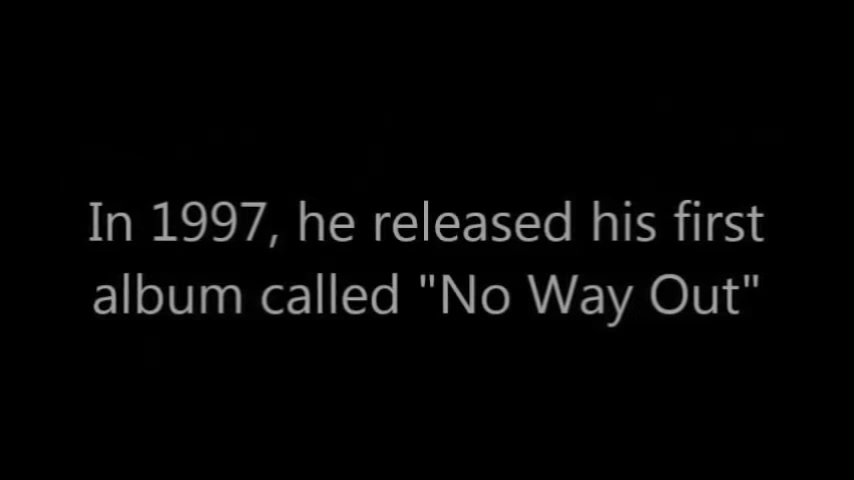 In 1997, he released his first
album called "No Way Out"